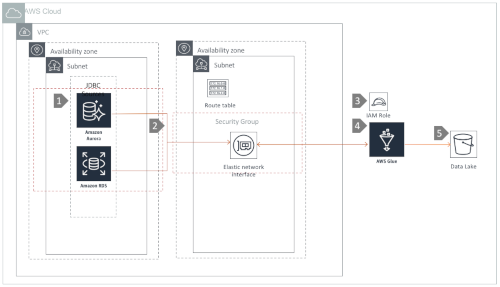 AWS Cloud
VPC
Availability zone
Subnet
JDBC
1
Amazon
Aurora
Amazon RDS
2
Availability zone
Subnet
Route table
Security Group
Elastic network
interface
3
IAM Role
4
AWS Glue
5
Data Lake